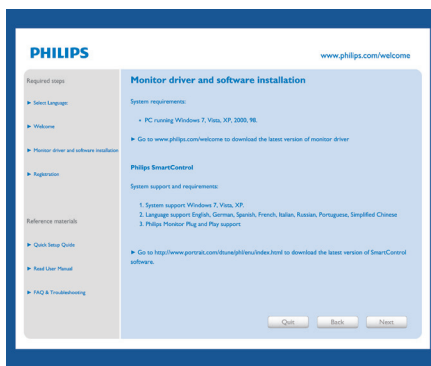 PHILIPS
www.philips.com/welcome
Required steps
► Select Language
► Welcome
► Monitor driver and software installation
► Registration
Reference materials
► Quick Setup Guide
► Read User Manual
► FAQ & Troubleshooting
Monitor driver and software installation
System requirements:
• PC running Windows 7, Vista, XP, 2000, 98.
► Go to www.philips.com/welcome to download the latest version of monitor driver
Philips SmartControl
System support and requirements:
1. System support Windows 7, Vista, XP.
2. Language support English, German, Spanish, French, Italian, Russian, Portuguese, Simplified Chinese
3. Philips Monitor Plug and Play support
► Go to http://www.portrait.com/dtune/phl/enu/index.html to download the latest version of SmartControl
software.
Quit
Back
Next